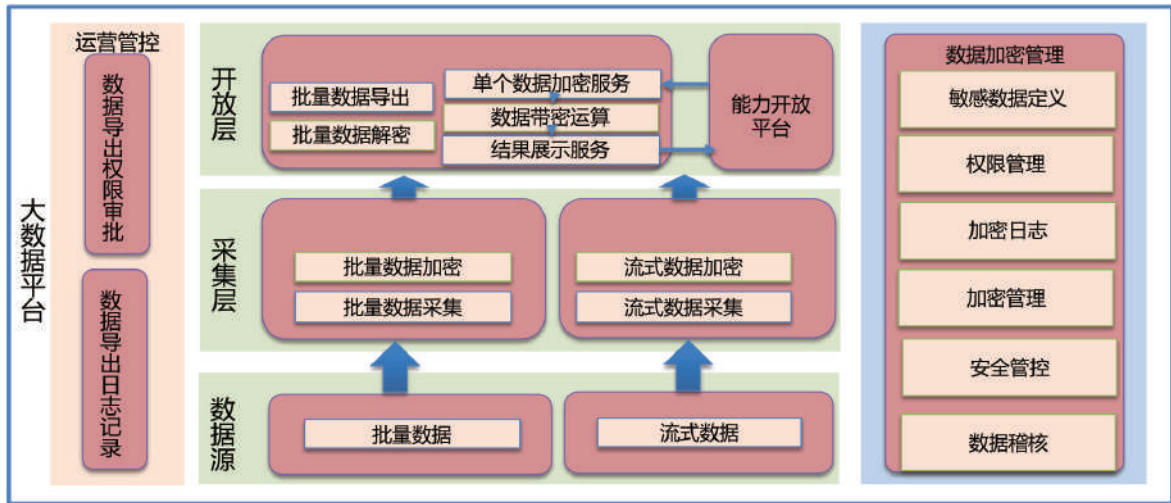 大数据平台
运营管控
数据导出权限审批
数据导出日志记录
开放层
批量数据导出
批量数据解密
单个数据加密服务
数据带密运算
结果展示服务
能力开放
平台
采集层
批量数据加密
批量数据采集
流式数据加密
流式数据采集
数据源
批量数据
流式数据
数据加密管理
敏感数据定义
权限管理
加密日志
加密管理
安全管控
数据稽核